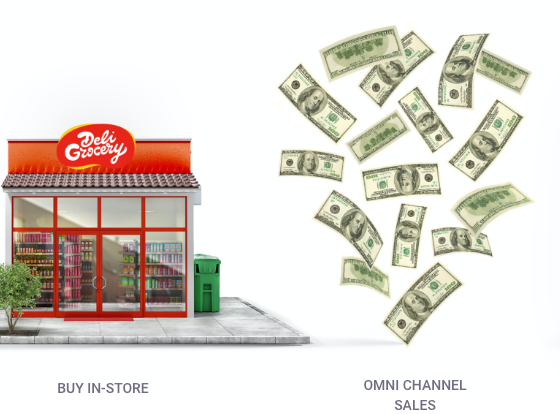 Deli
Grocery
BUY IN-STORE
OMNI CHANNEL
SALES